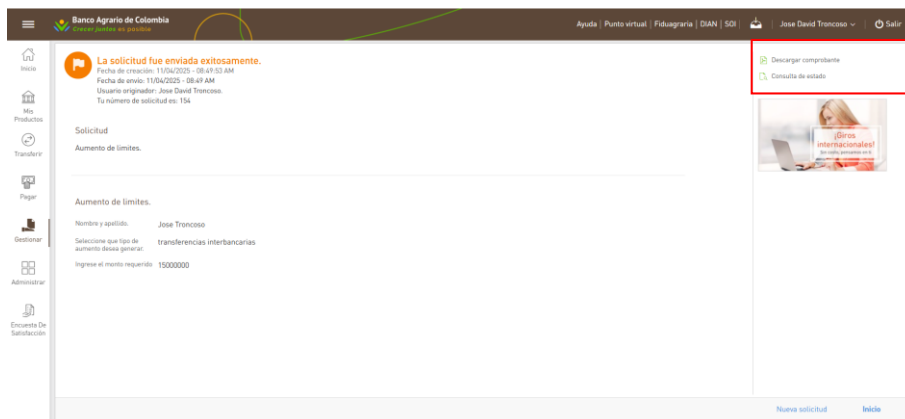 Banco Agrario de Colombia
Crecer juntos es posible
Ayuda | Punto virtual | Fiduagraria | DIAN | SOI |
Jose David Troncoso
Salir
Inicio
Mis
Productos
Transferir
Pagar
Gestionar
Administrar
Encuesta De
Satisfacción
La solicitud fue enviada exitosamente.
Fecha de creación: 11/04/2025 - 08:49:53 AM
Fecha de envío: 11/04/2025 - 08:49 AM
Usuario originador: Jose David Troncoso.
Tu número de solicitud es: 154
Solicitud
Aumento de limites.
Aumento de limites.
Nombre y apellido. Jose Troncoso
Seleccione que tipo de
aumento desea generar. transferencias interbancarias
Ingrese el monto requerido 15000000
Descargar comprobante
Consulta de estado
¡Giros
internacionales!
Nueva solicitud
Inicio